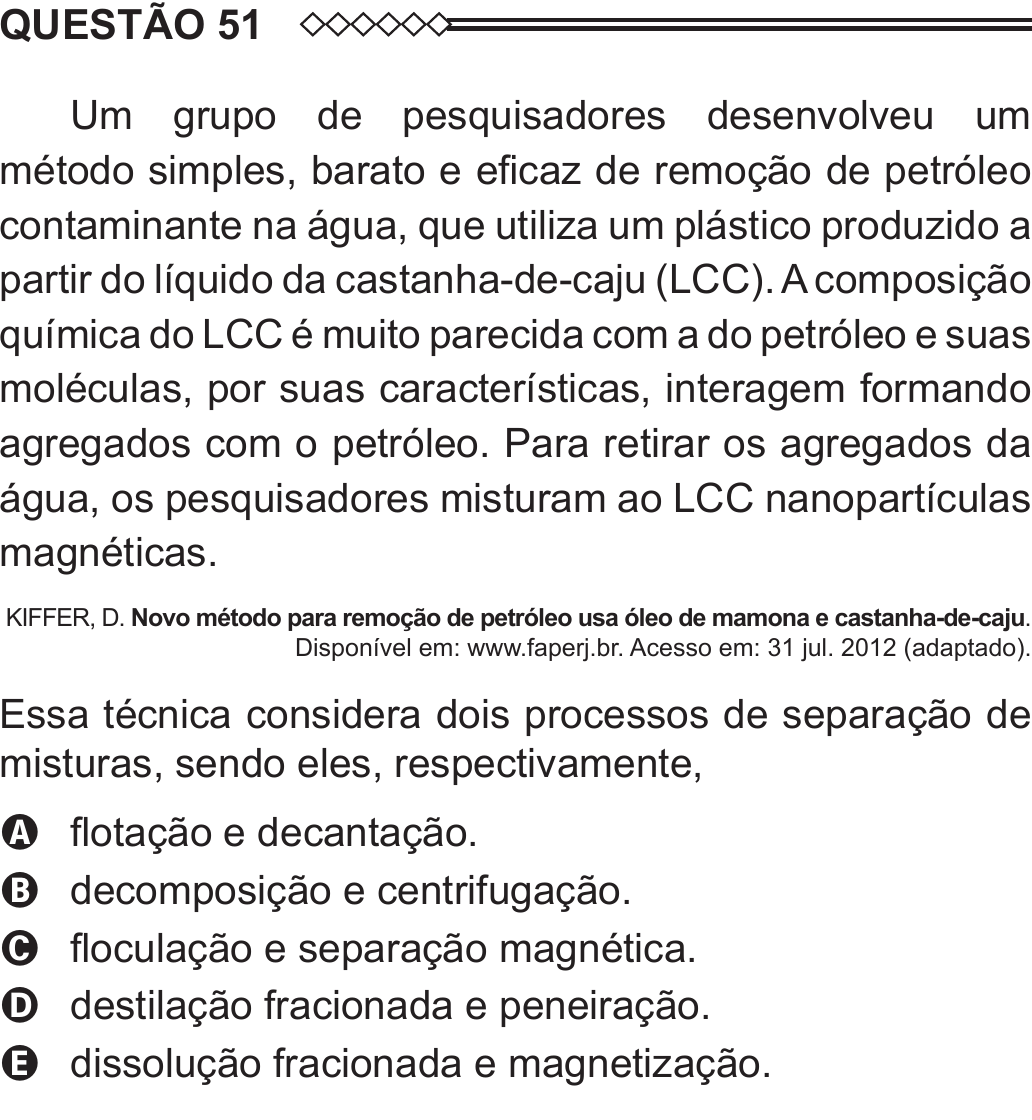 QUESTÃO 51
Um grupo de pesquisadores desenvolveu um
método simples, barato e eficaz de remoção de petróleo
contaminante na água, que utiliza um plástico produzido a
partir do líquido da castanha-de-caju (LCC). A composição
química do LCC é muito parecida com a do petróleo e suas
moléculas, por suas características, interagem formando
agregados com o petróleo. Para retirar os agregados da
água, os pesquisadores misturam ao LCC nanopartículas
magnéticas.
KIFFER, D. Novo método para remoção de petróleo usa óleo de mamona e castanha-de-caju.
Disponível em: www.faperj.br. Acesso em: 31 jul. 2012 (adaptado).
Essa técnica considera dois processos de separação de
misturas, sendo eles, respectivamente,
A flotação e decantação.
B decomposição e centrifugação.
C floculação e separação magnética.
D destilação fracionada e peneiração.
E dissolução fracionada e magnetização.